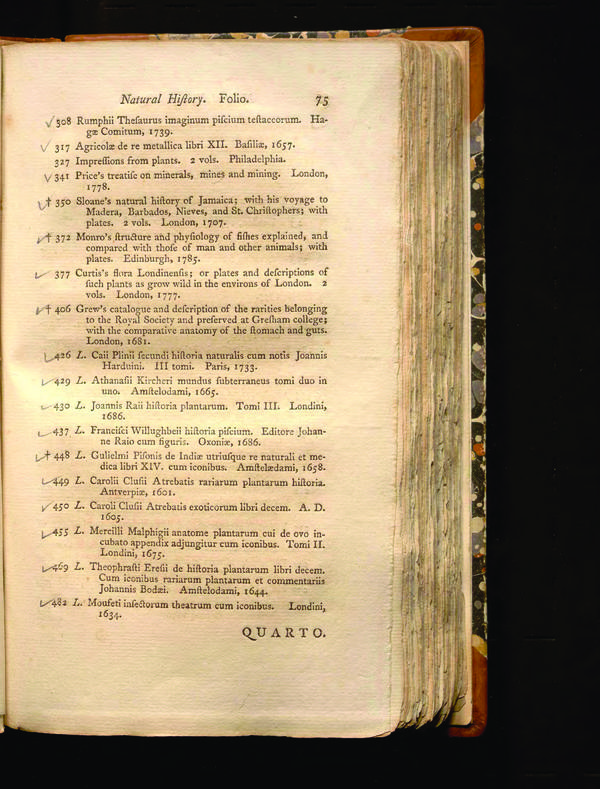 Natural Hiſtory. Folio. 75
308 Rumphii Theſaurus imaginum piſcium teſtaceorum. Ha-
gæ Comitum, 1739.
317 Agricolæ de re metallica libri XII. Baſiliæ, 1657.
327 Impreſſions from plants. 2 vols. Philadelphia.
341 Price's treatiſe on minerals, mines and mining. London,
1778.
† 350 Sloane's natural hiſtory of Jamaica; with his voyage to
Madera, Barbados, Nieves, and St. Chriſtophers; with
plates. 2 vols. London, 1707.
† 372 Monro's ſtructure and phyſiology of fiſhes explained, and
compared with thoſe of man and other animals; with
plates. Edinburgh, 1785.
377 Curtis's flora Londinenſis; or plates and deſcriptions of
ſuch plants as grow wild in the environs of London. 2
vols. London, 1777.
† 406 Grew's catalogue and deſcription of the rarities belonging
to the Royal Society and preſerved at Greſham college;
with the comparative anatomy of the ſtomach and guts.
London, 1681.
426 L. Caii Plinii ſecundi hiſtoria naturalis cum notis Joannis
Harduini. III tomi. Paris, 1733.
429 L. Athanaſii Kircheri mundus ſubterraneus tomi duo in
uno. Amſtelodami, 1665.
430 L. Joannis Raii hiſtoria plantarum. Tomi III. Londini,
1686.
437 L. Franciſci Willughbeii hiſtoria piſcium. Editore Johan-
ne Raio cum figuris. Oxoniæ, 1686.
† 448 L. Gulielmi Piſonis de Indiæ utriuſque re naturali et me-
dica libri XIV. cum iconibus. Amſtelædami, 1658.
449 L. Carolii Cluſii Atrebatis rariarum plantarum hiſtoria.
Antverpiæ, 1601.
450 L. Caroli Cluſii Atrebatis exoticorum libri decem. A. D.
1605.
455 L. Mercilli Malphigii anatome plantarum cui de ovo in-
cubato appendix adjungitur cum iconibus. Tomi II.
Londini, 1675.
469 L. Theophraſti Ereſii de hiſtoria plantarum libri decem.
Cum iconibus rariarum plantarum et commentariis
Johannis Bodæi. Amſtelodami, 1644.
482 L. Moufeti inſectorum theatrum cum iconibus. Londini,
1634.
QUARTO.